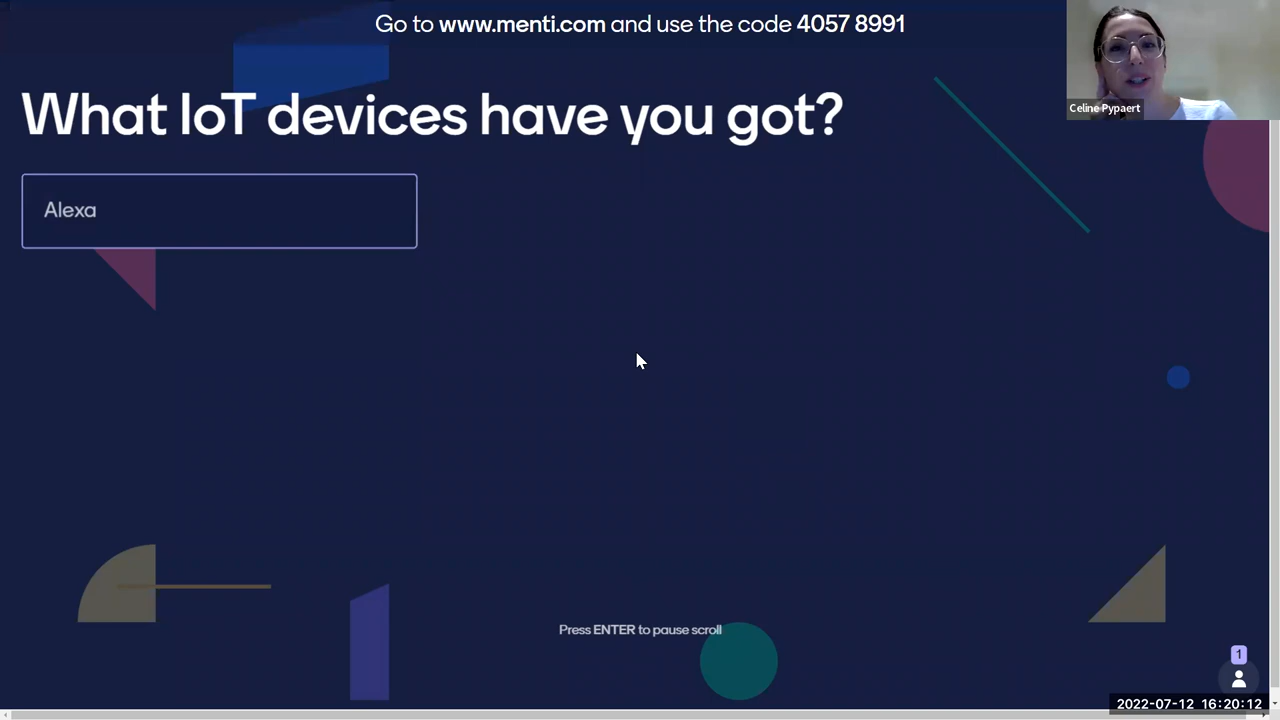 Go to www.menti.com and use the code 4057 8991
Celine Pypaert
What IoT devices have you got?
Alexa
Press ENTER to pause scroll
1
2022-07-12 16:20:12